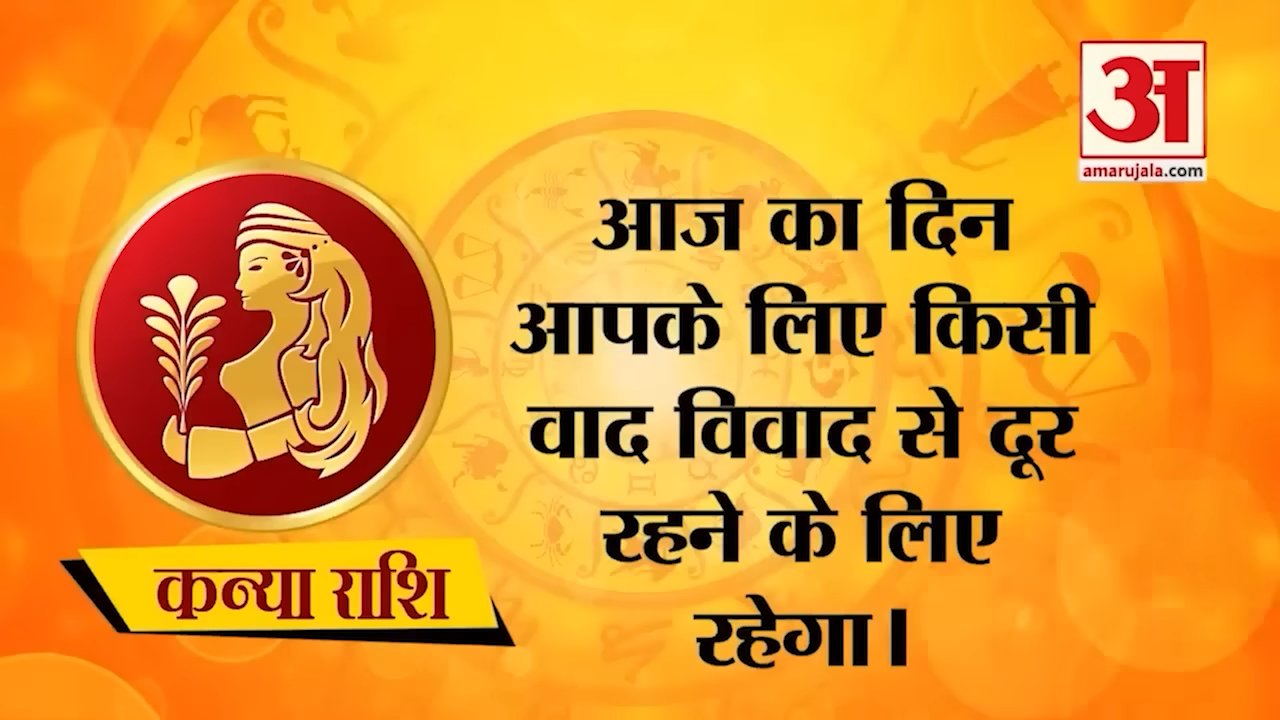 अ
amarujala.com
आज का दिन
आपके लिए किसी
वाद विवाद से दूर
रहने के लिए
रहेगा।
कन्या राशि